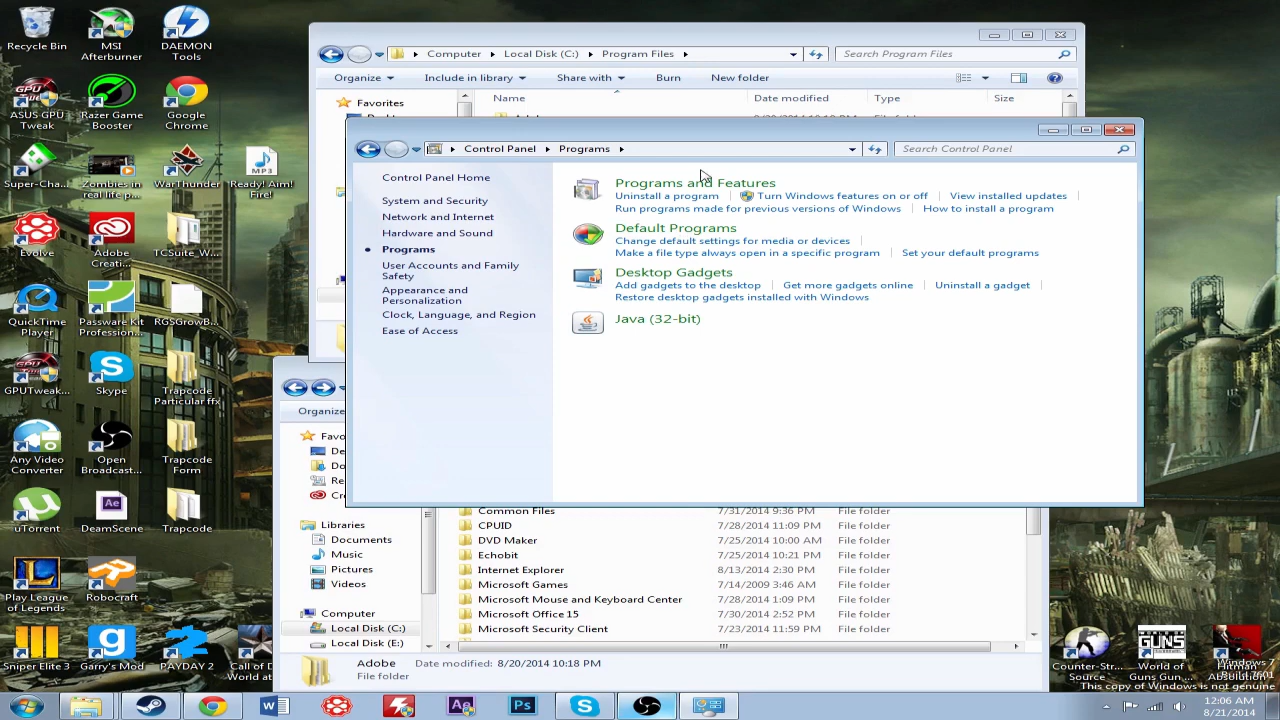 Recycle Bin
MSI
Afterburner
DAEMON
Tools
ASUS GPU
Tweak
Razer Game
Booster
Google
Chrome
Super-Cha...
Zombies in
real life p...
WarThunder
Ready! Aim!
Fire!
MP3
Evolve
Adobe
Creati...
TCSuite_W...
QuickTime
Player
Passware Kit
Profession...
RGSGrowB...
GPUTweak...
Skype
Trapcode
Particular ffx
Any Video
Converter
Open
Broadcast...
Trapcode
Form
uTorrent
DeamScene
Trapcode
Play League
of Legends
Robocraft
Sniper Elite 3
Garry's Mod
PAYDAY 2
Call of D
World at
Computer
Local Disk (C:)
Program Files
Search Program Files
Organize
Include in library
Share with
Burn
New folder
Favorites
Name
Date modified
Type
Size
Control Panel
Programs
Search Control Panel
Control Panel Home
System and Security
Network and Internet
Hardware and Sound
Programs
User Accounts and Family
Safety
Appearance and
Personalization
Clock, Language, and Region
Ease of Access
Programs and Features
Uninstall a program
Turn Windows features on or off
View installed updates
Run programs made for previous versions of Windows
How to install a program
Default Programs
Change default settings for media or devices
Make a file type always open in a specific program
Set your default programs
Desktop Gadgets
Add gadgets to the desktop
Get more gadgets online
Uninstall a gadget
Restore desktop gadgets installed with Windows
Java (32-bit)
Organize
Favo
De
Do
Re
Cr
Libraries
Documents
Music
Pictures
Videos
Computer
Local Disk (C:)
Local Disk (E:)
Common Files 7/31/2014 9:36 PM File folder
CPUID 7/28/2014 11:09 PM File folder
DVD Maker 7/25/2014 10:00 AM File folder
Echobit 7/25/2014 10:21 PM File folder
Internet Explorer 8/13/2014 2:30 PM File folder
Microsoft Games 7/14/2009 3:46 AM File folder
Microsoft Mouse and Keyboard Center 7/28/2014 1:09 PM File folder
Microsoft Office 15 7/30/2014 2:52 PM File folder
Microsoft Security Client 7/23/2014 11:59 PM File folder
Adobe Date modified: 8/20/2014 10:18 PM
File folder
Counter-Str...
Source
GUNS
World of
Guns Gun ...
Hitman
Absolution
Windows 7
Build 7601
This copy of Windows is not genuine
Ae
Ps
12:06 AM
8/21/2014